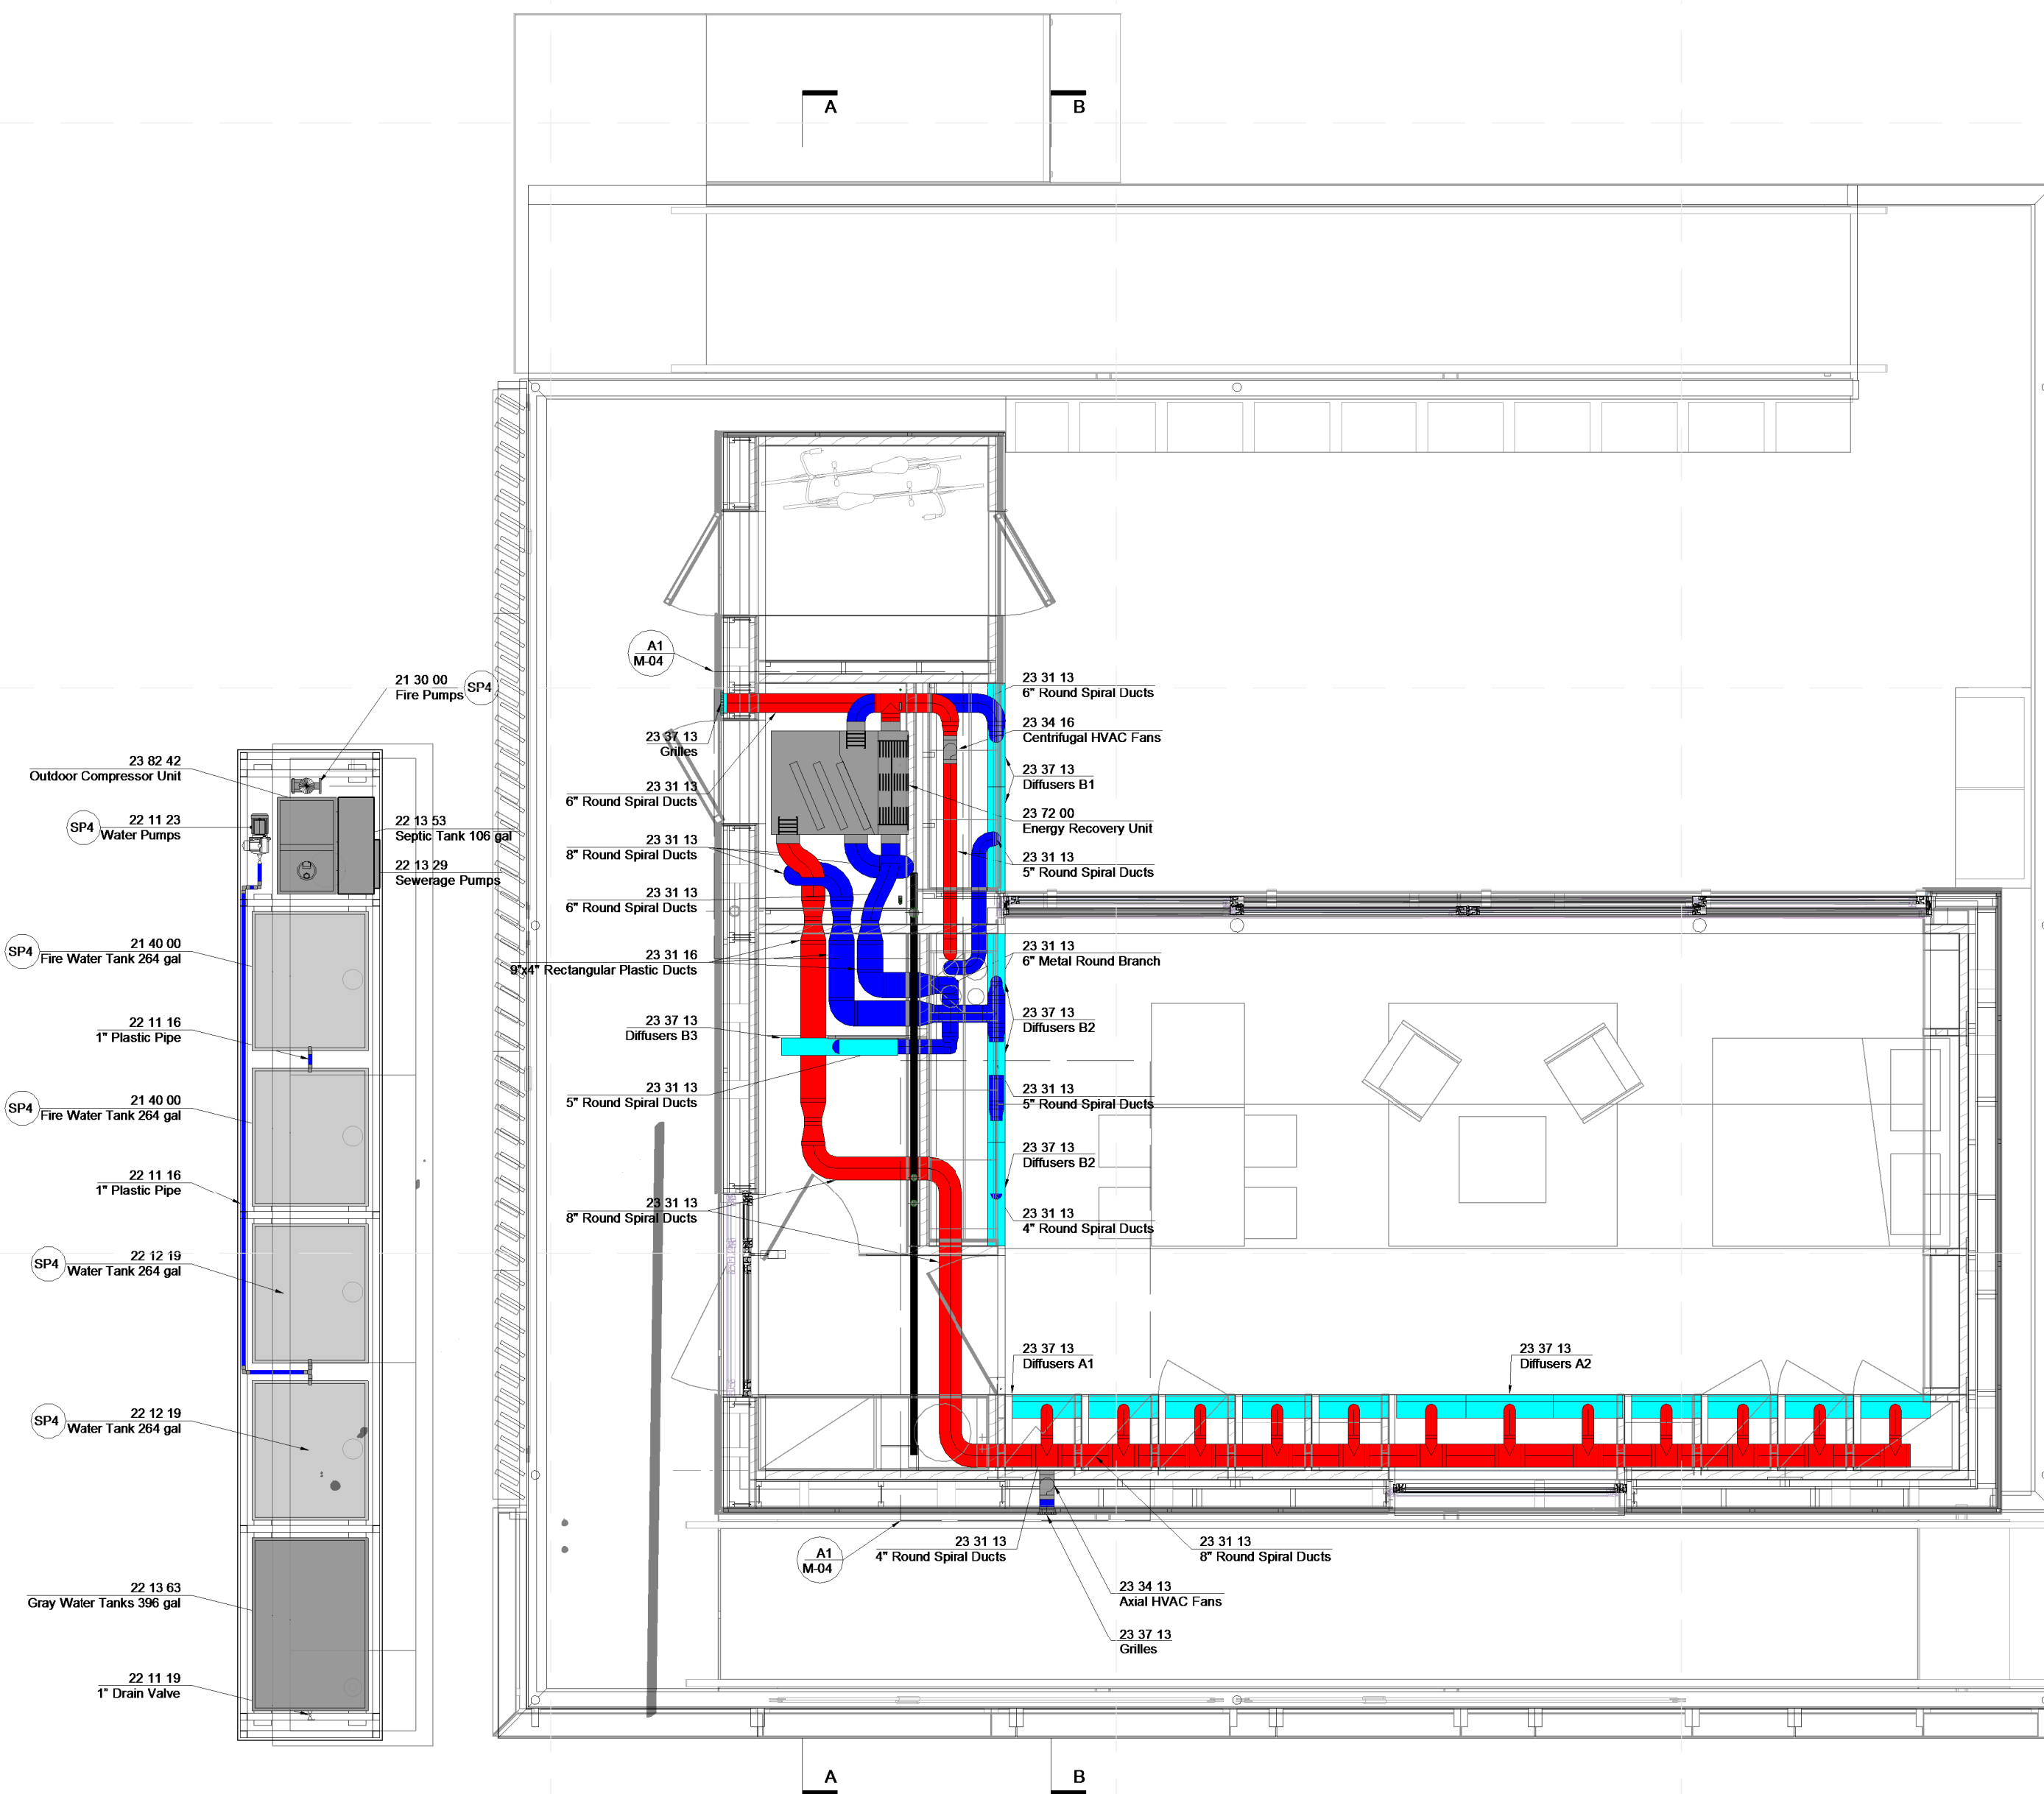 A
B
A1
M-04
21 30 00
Fire Pumps
SP4
23 82 42
Outdoor Compressor Unit
SP4
22 11 23
Water Pumps
22 13 53
Septic Tank 106 gal
22 13 29
Sewerage Pumps
SP4
21 40 00
Fire Water Tank 264 gal
22 11 16
1" Plastic Pipe
SP4
21 40 00
Fire Water Tank 264 gal
22 11 16
1" Plastic Pipe
SP4
22 12 19
Water Tank 264 gal
SP4
22 12 19
Water Tank 264 gal
22 13 63
Gray Water Tanks 396 gal
22 11 19
1" Drain Valve
23 37 13
Grilles
23 31 13
6" Round Spiral Ducts
23 31 13
8" Round Spiral Ducts
23 31 13
6" Round Spiral Ducts
23 31 16
9"x4" Rectangular Plastic Ducts
23 37 13
Diffusers B3
23 31 13
5" Round Spiral Ducts
23 31 13
8" Round Spiral Ducts
23 31 13
6" Round Spiral Ducts
23 34 16
Centrifugal HVAC Fans
23 37 13
Diffusers B1
23 72 00
Energy Recovery Unit
23 31 13
5" Round Spiral Ducts
23 31 13
6" Metal Round Branch
23 37 13
Diffusers B2
23 31 13
5" Round Spiral Ducts
23 37 13
Diffusers B2
23 31 13
4" Round Spiral Ducts
23 37 13
Diffusers A1
23 37 13
Diffusers A2
A1
M-04
23 31 13
4" Round Spiral Ducts
23 31 13
8" Round Spiral Ducts
23 34 13
Axial HVAC Fans
23 37 13
Grilles
A
B